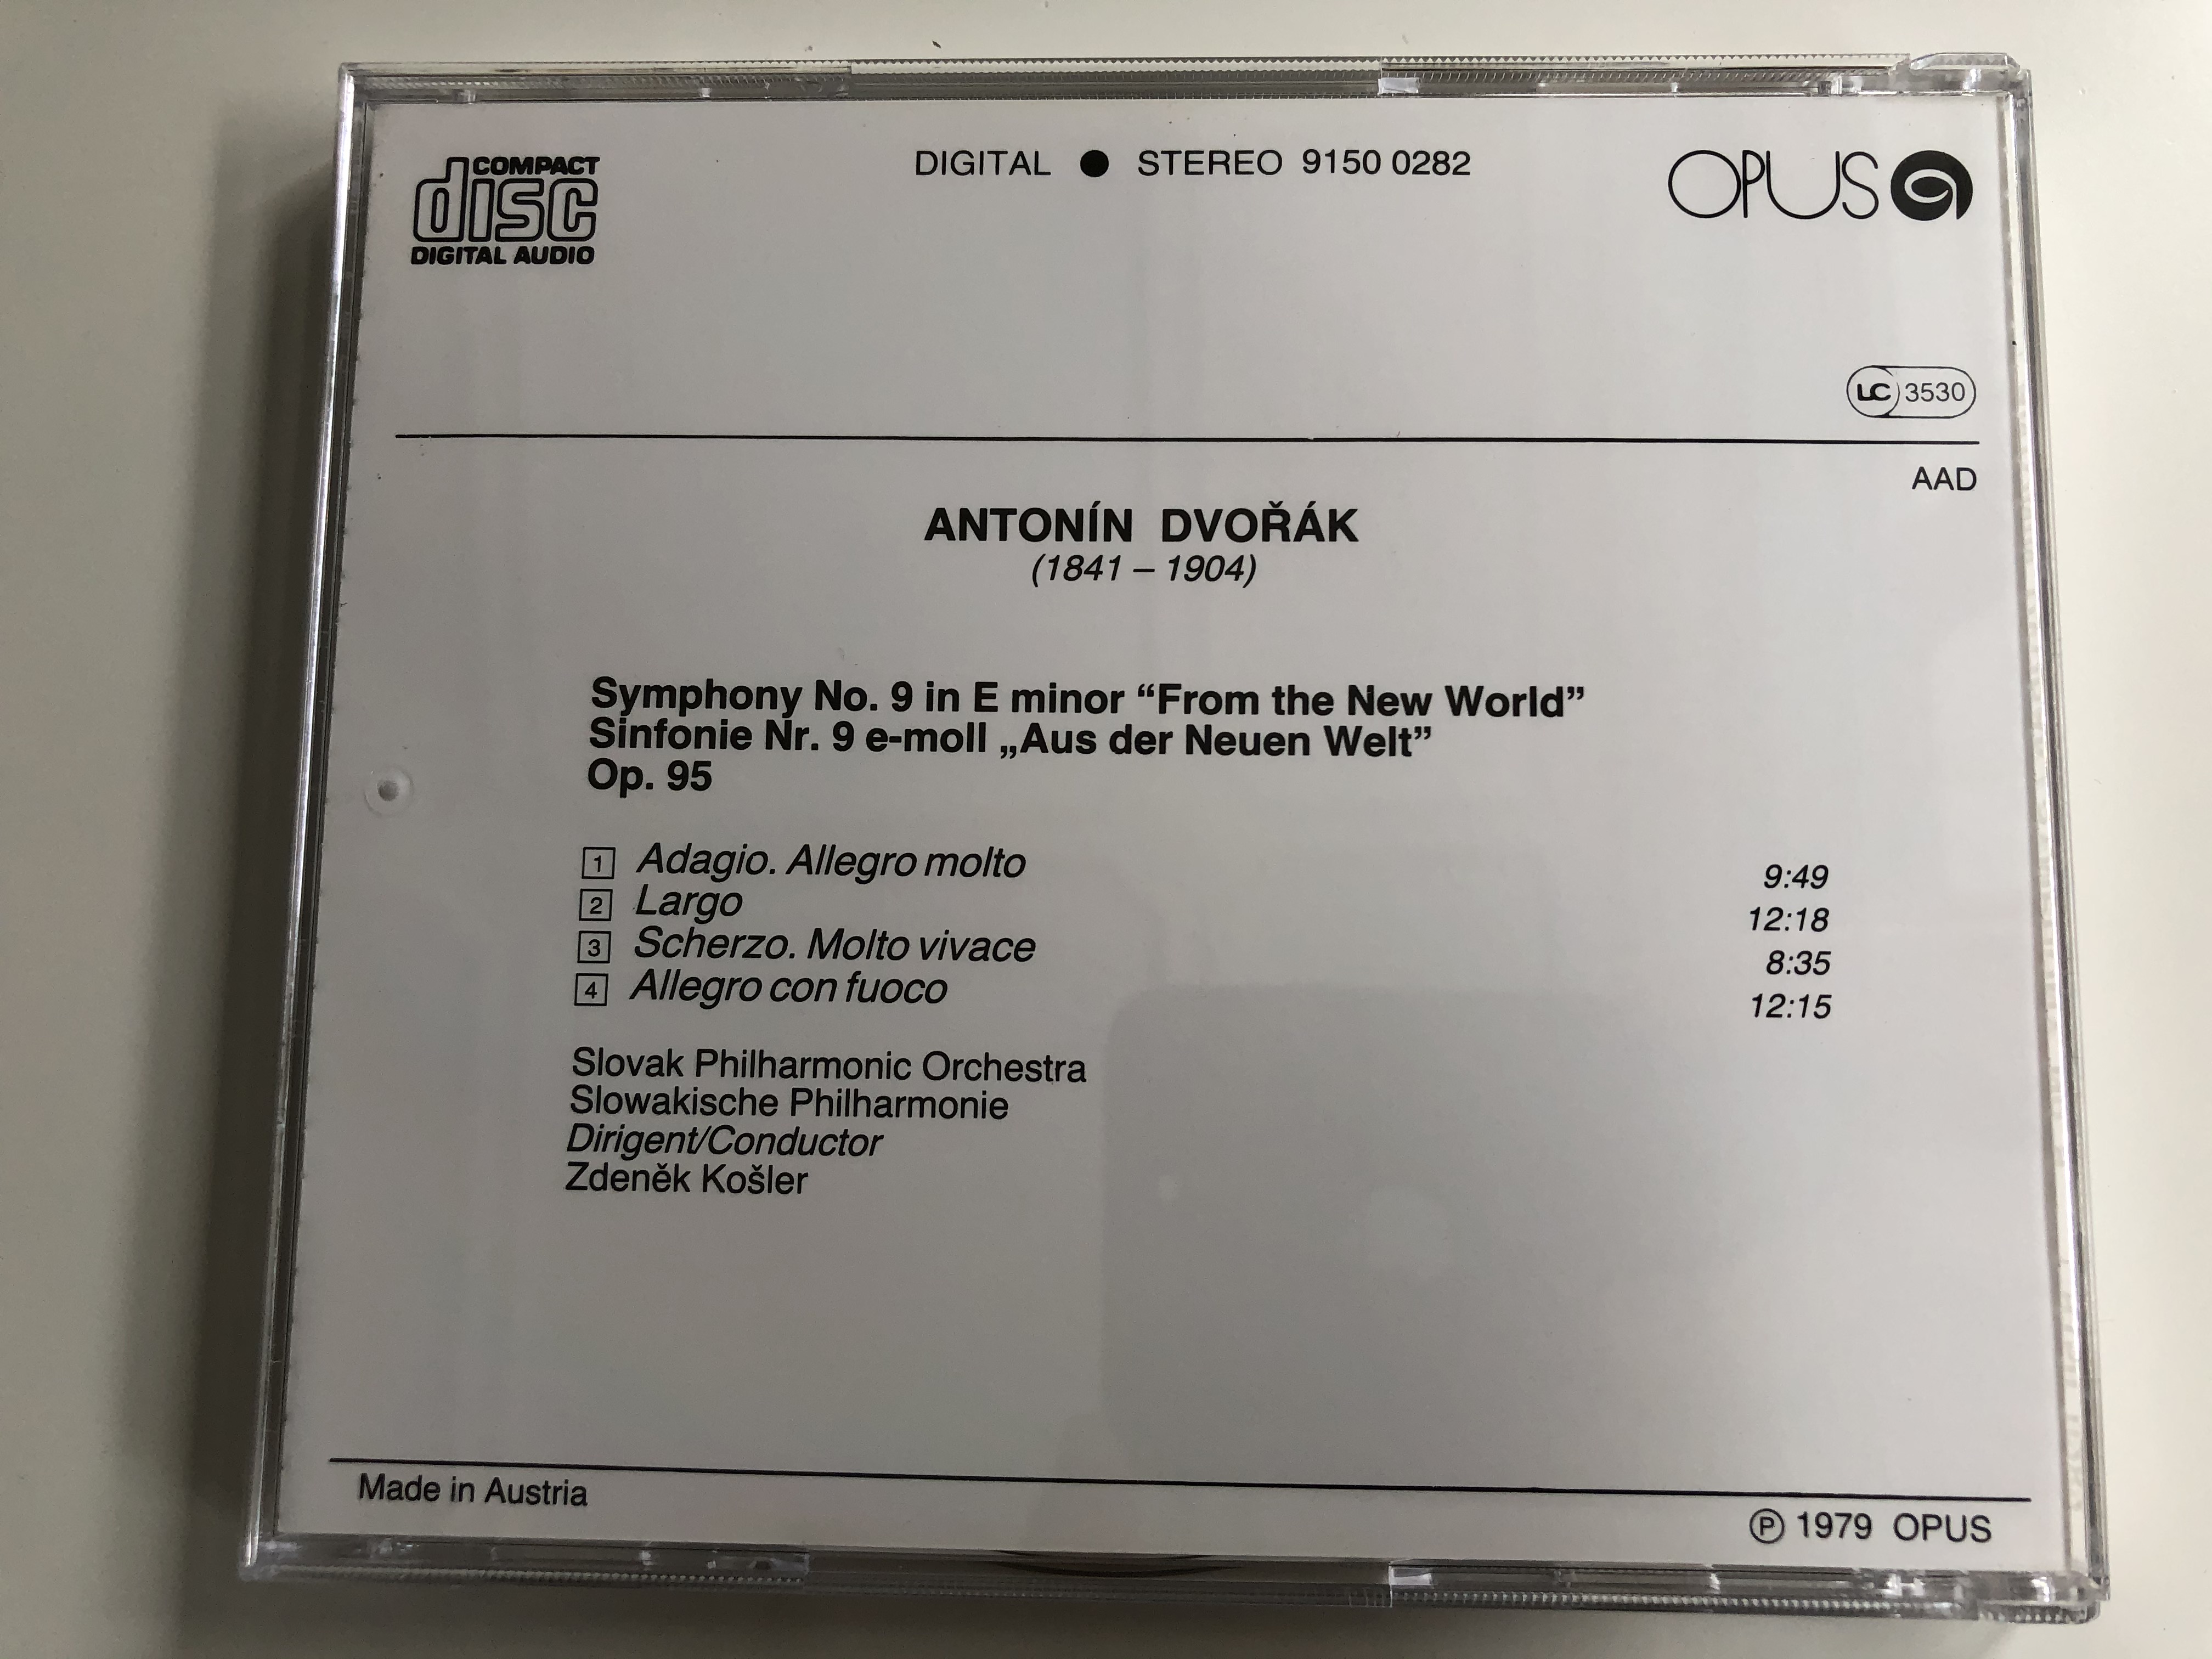 COMPACT
disc
DIGITAL AUDIO
DIGITAL ● STEREO 9150 0282
OPUS
LC 3530
AAD
ANTONÍN DVOŘÁK
(1841 – 1904)
Symphony No. 9 in E minor “From the New World”
Sinfonie Nr. 9 e-moll „Aus der Neuen Welt”
Op. 95
1 Adagio. Allegro molto 9:49
2 Largo 12:18
3 Scherzo. Molto vivace 8:35
4 Allegro con fuoco 12:15
Slovak Philharmonic Orchestra
Slowakische Philharmonie
Dirigent/Conductor
Zdeněk Košler
Made in Austria
Ⓟ 1979 OPUS